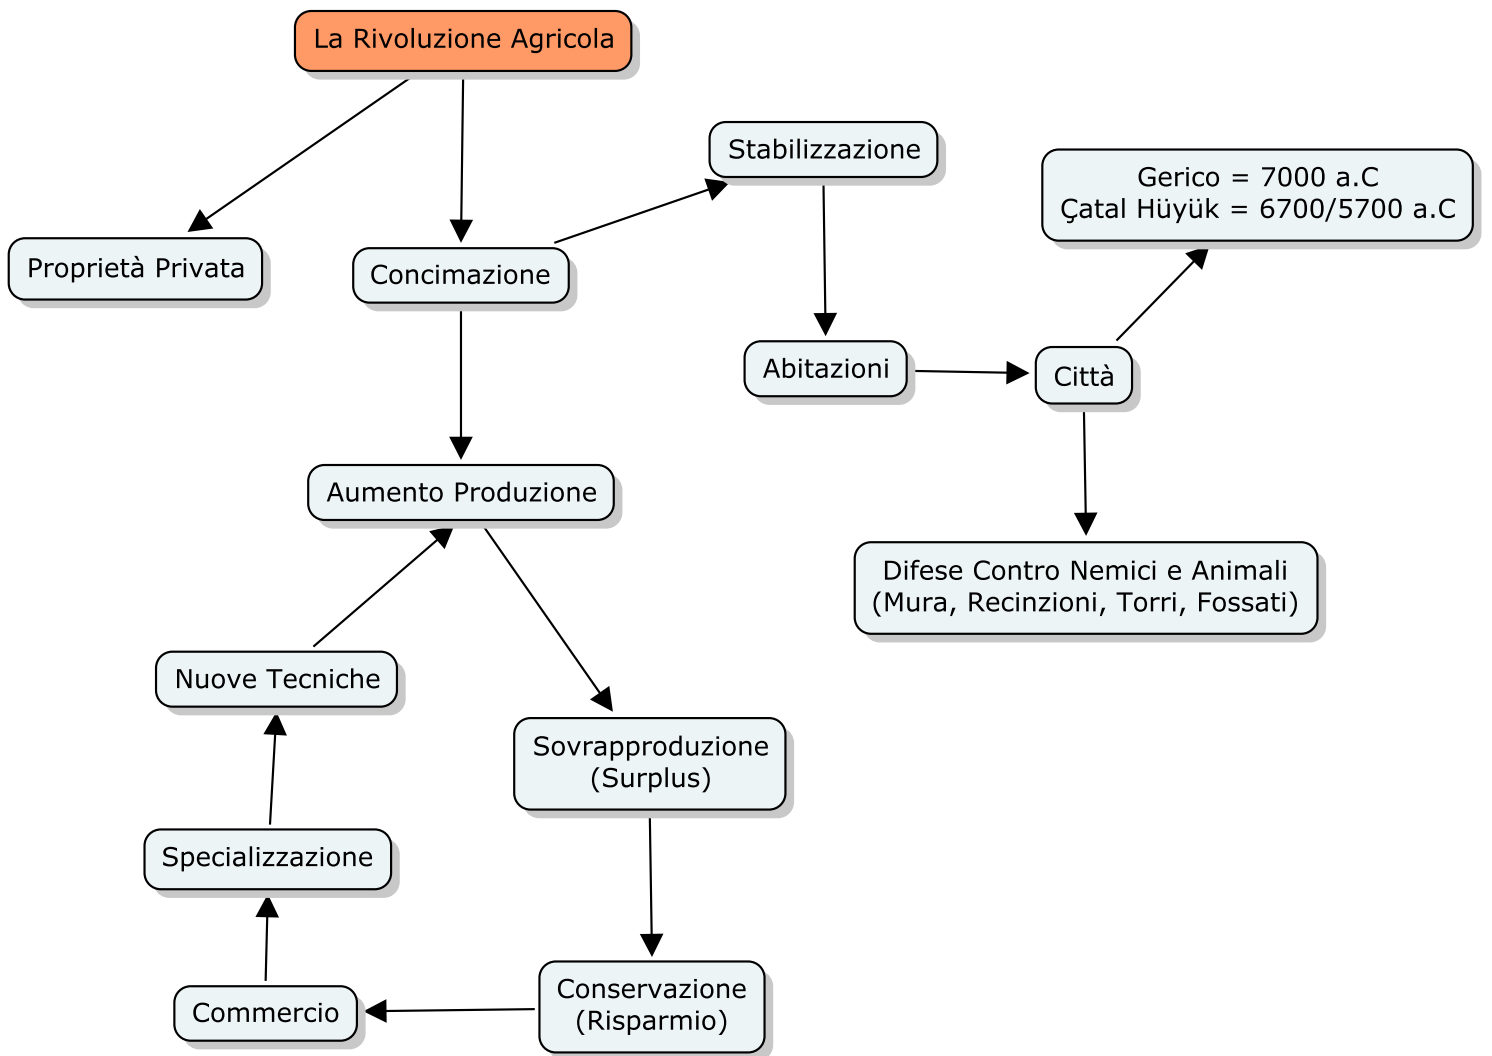 La Rivoluzione Agricola
Stabilizzazione
Gerico = 7000 a.C
Çatal Hüyük = 6700/5700 a.C
Proprietà Privata
Concimazione
Abitazioni
Città
Aumento Produzione
Difese Contro Nemici e Animali
(Mura, Recinzioni, Torri, Fossati)
Nuove Tecniche
Sovrapproduzione
(Surplus)
Specializzazione
Conservazione
(Risparmio)
Commercio